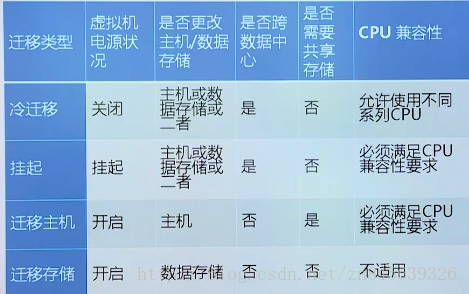 迁移类型 虚拟机电源状况 是否更改主机/数据存储 是否跨数据中心 是否需要共享存储 CPU 兼容性
冷迁移 关闭 主机或数据存储或二者 是 否 允许使用不同系列CPU
挂起 挂起 主机或数据存储或二者 是 否 必须满足CPU兼容性要求
迁移主机 开启 主机 否 是 必须满足CPU兼容性要求
迁移存储 开启 数据存储 否 否 不适用